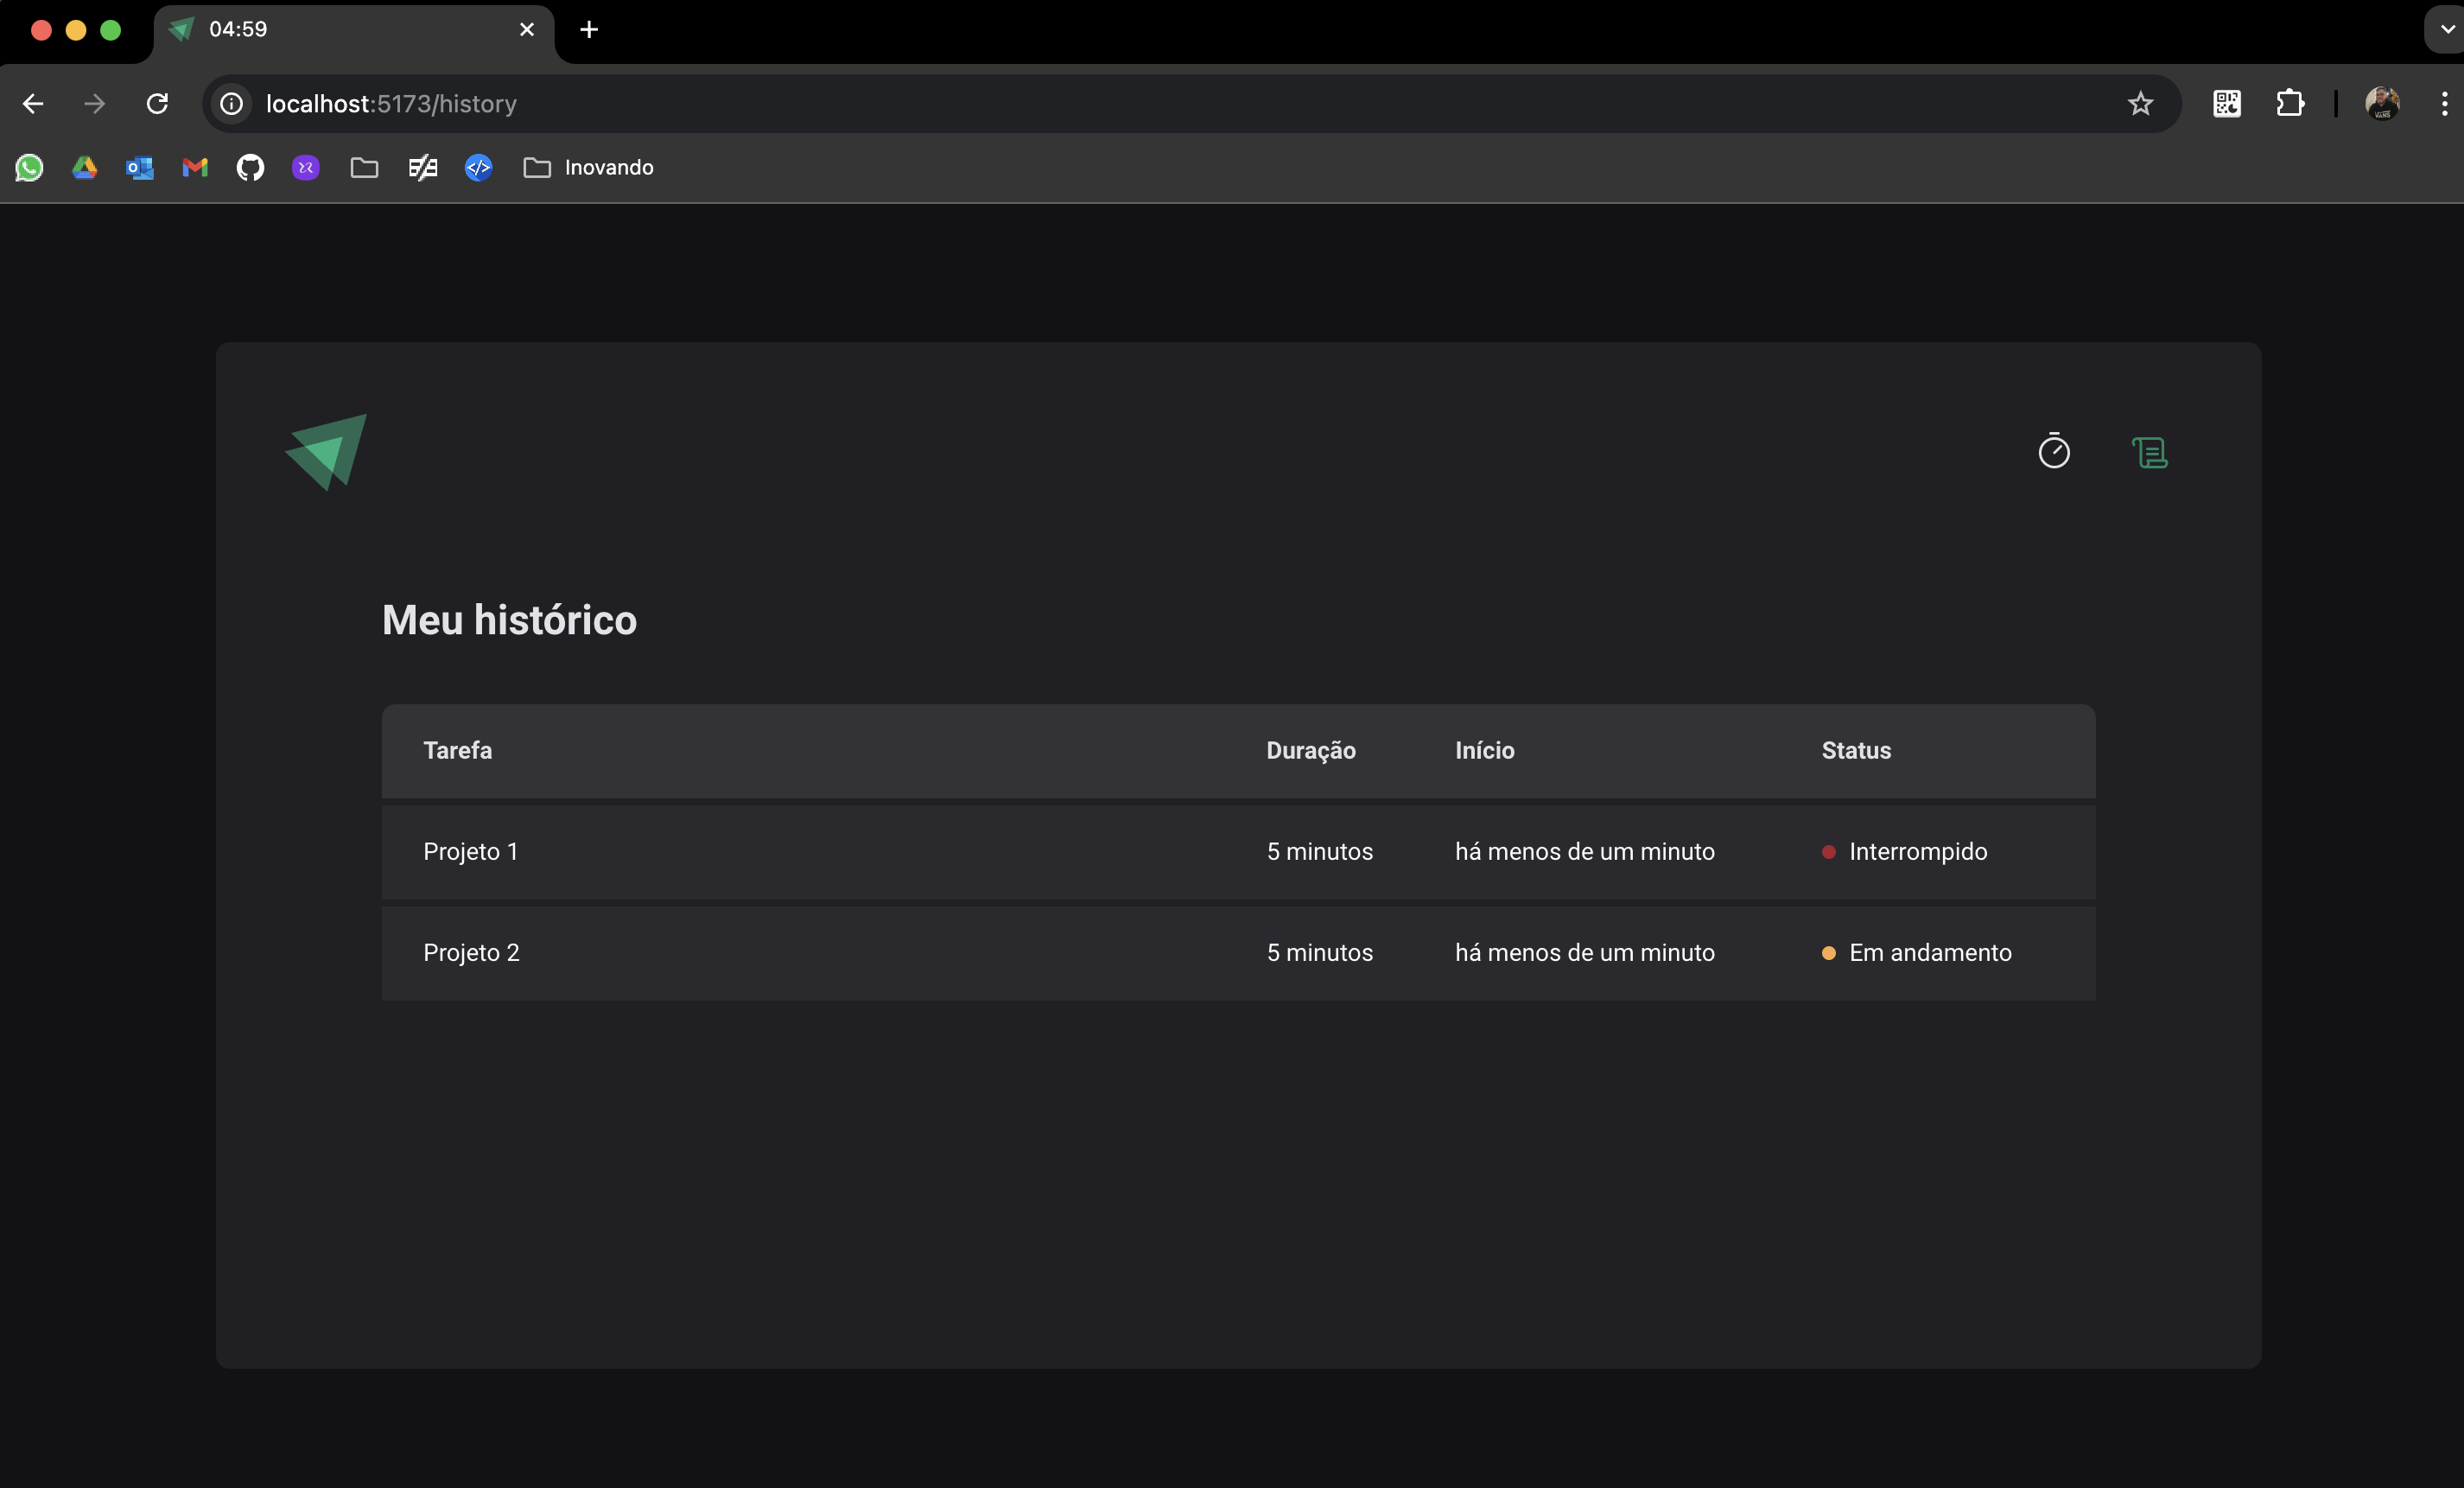 04:59
localhost:5173/history
Inovando
Meu histórico
Tarefa Duração Início Status
Projeto 1 5 minutos há menos de um minuto Interrompido
Projeto 2 5 minutos há menos de um minuto Em andamento